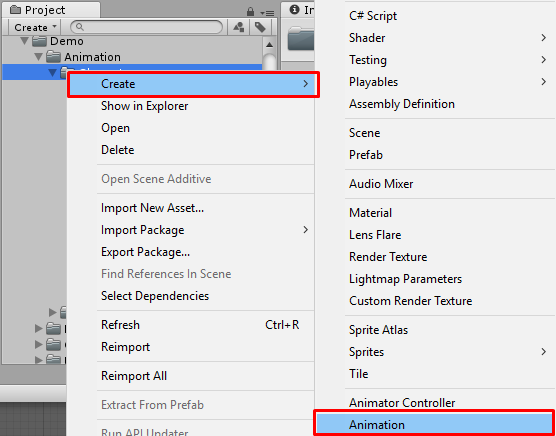 Project
Create
Demo
Animation
Create
Show in Explorer
Open
Delete
Open Scene Additive
Import New Asset...
Import Package
Export Package...
Find References In Scene
Select Dependencies
Refresh Ctrl+R
Reimport
Reimport All
Extract From Prefab
Run API Updater
C# Script
Shader
Testing
Playables
Assembly Definition
Scene
Prefab
Audio Mixer
Material
Lens Flare
Render Texture
Lightmap Parameters
Custom Render Texture
Sprite Atlas
Sprites
Tile
Animator Controller
Animation